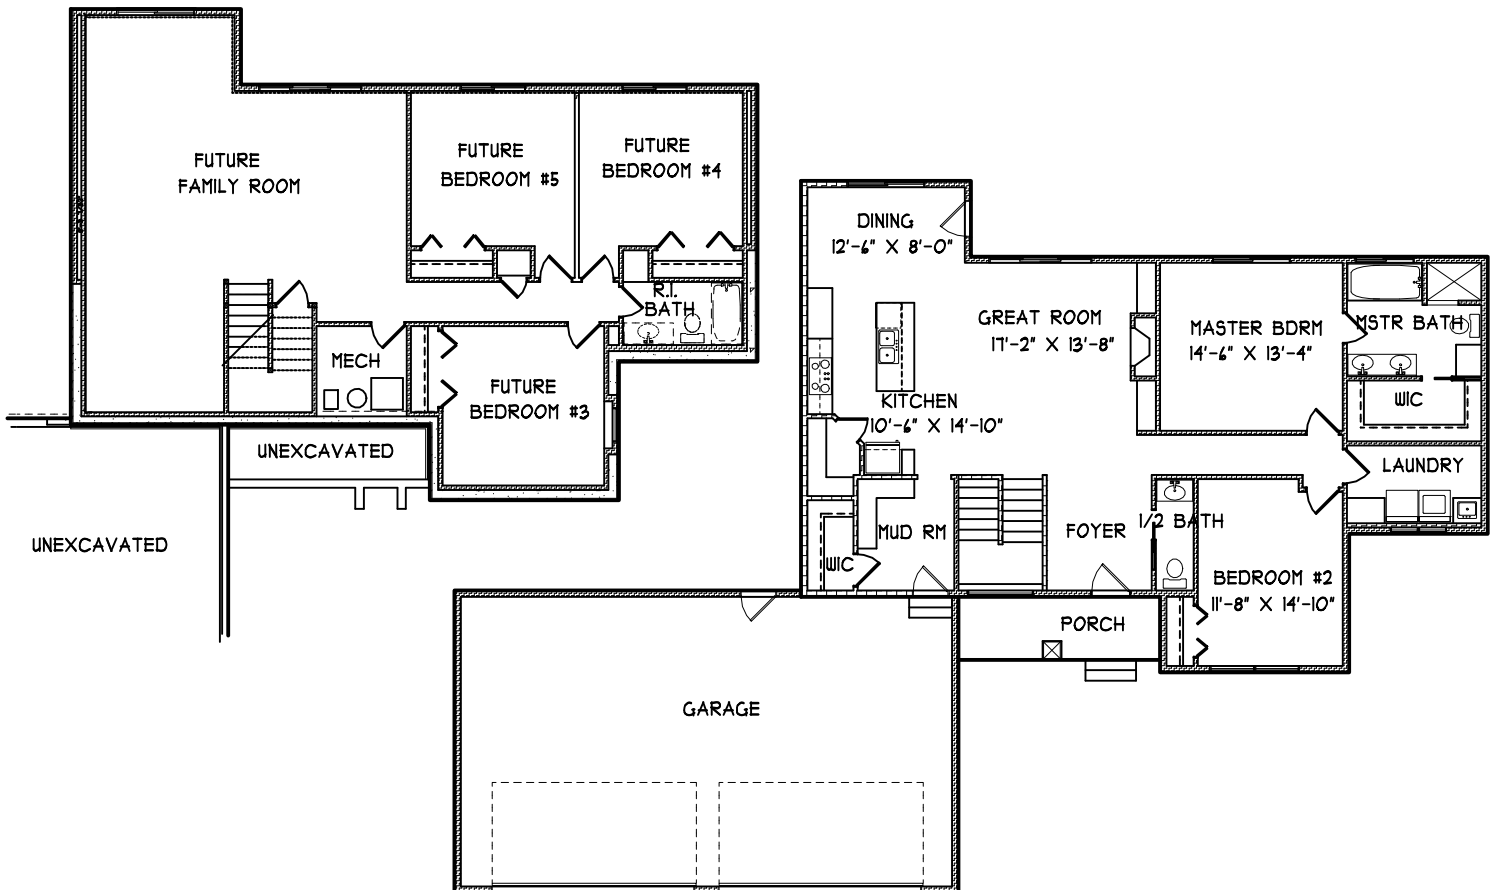 FUTURE
FAMILY ROOM
FUTURE
BEDROOM #5
FUTURE
BEDROOM #4
R.I.
BATH
MECH
FUTURE
BEDROOM #3
UNEXCAVATED
UNEXCAVATED
DINING
12'-6" X 8'-0"
GREAT ROOM
17'-2" X 13'-8"
MASTER BDRM
14'-6" X 13'-4"
MSTR BATH
WIC
KITCHEN
10'-6" X 14'-10"
LAUNDRY
MUD RM
FOYER
1/2 BATH
WIC
BEDROOM #2
11'-8" X 14'-10"
PORCH
GARAGE